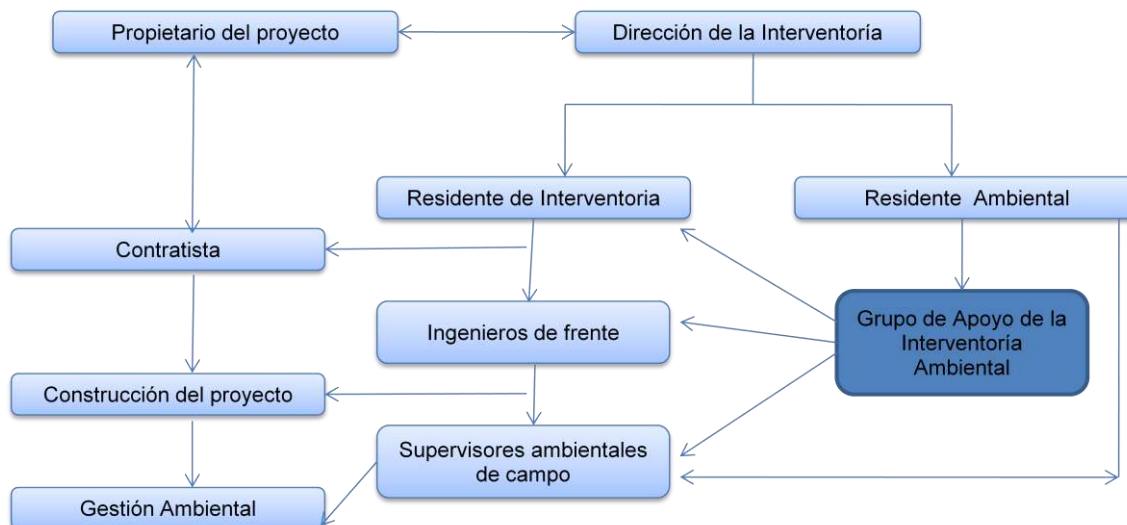 Propietario del proyecto
Dirección de la Interventoría
Residente de Interventoria
Residente Ambiental
Contratista
Ingenieros de frente
Grupo de Apoyo de la
Interventoría
Ambiental
Construcción del proyecto
Supervisores ambientales
de campo
Gestión Ambiental